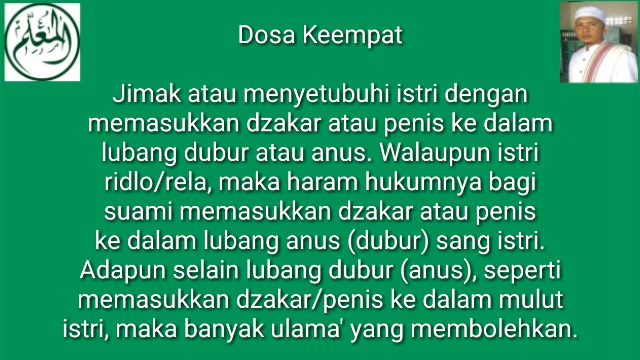 المعلم
Dosa Keempat
Jimak atau menyetubuhi istri dengan
memasukkan dzakar atau penis ke dalam
lubang dubur atau anus. Walaupun istri
ridlo/rela, maka haram hukumnya bagi
suami memasukkan dzakar atau penis
ke dalam lubang anus (dubur) sang istri.
Adapun selain lubang dubur (anus), seperti
memasukkan dzakar/penis ke dalam mulut
istri, maka banyak ulama' yang membolehkan.